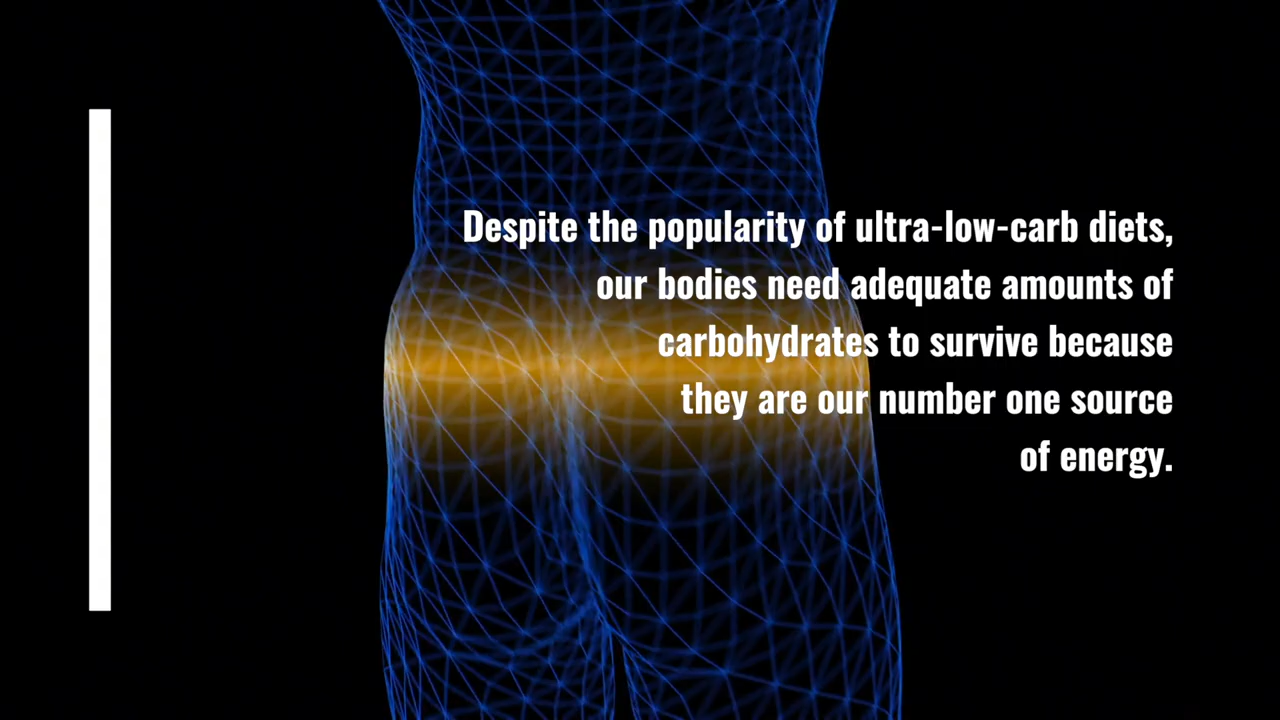 Despite the popularity of ultra-low-carb diets,
our bodies need adequate amounts of
carbohydrates to survive because
they are our number one source
of energy.